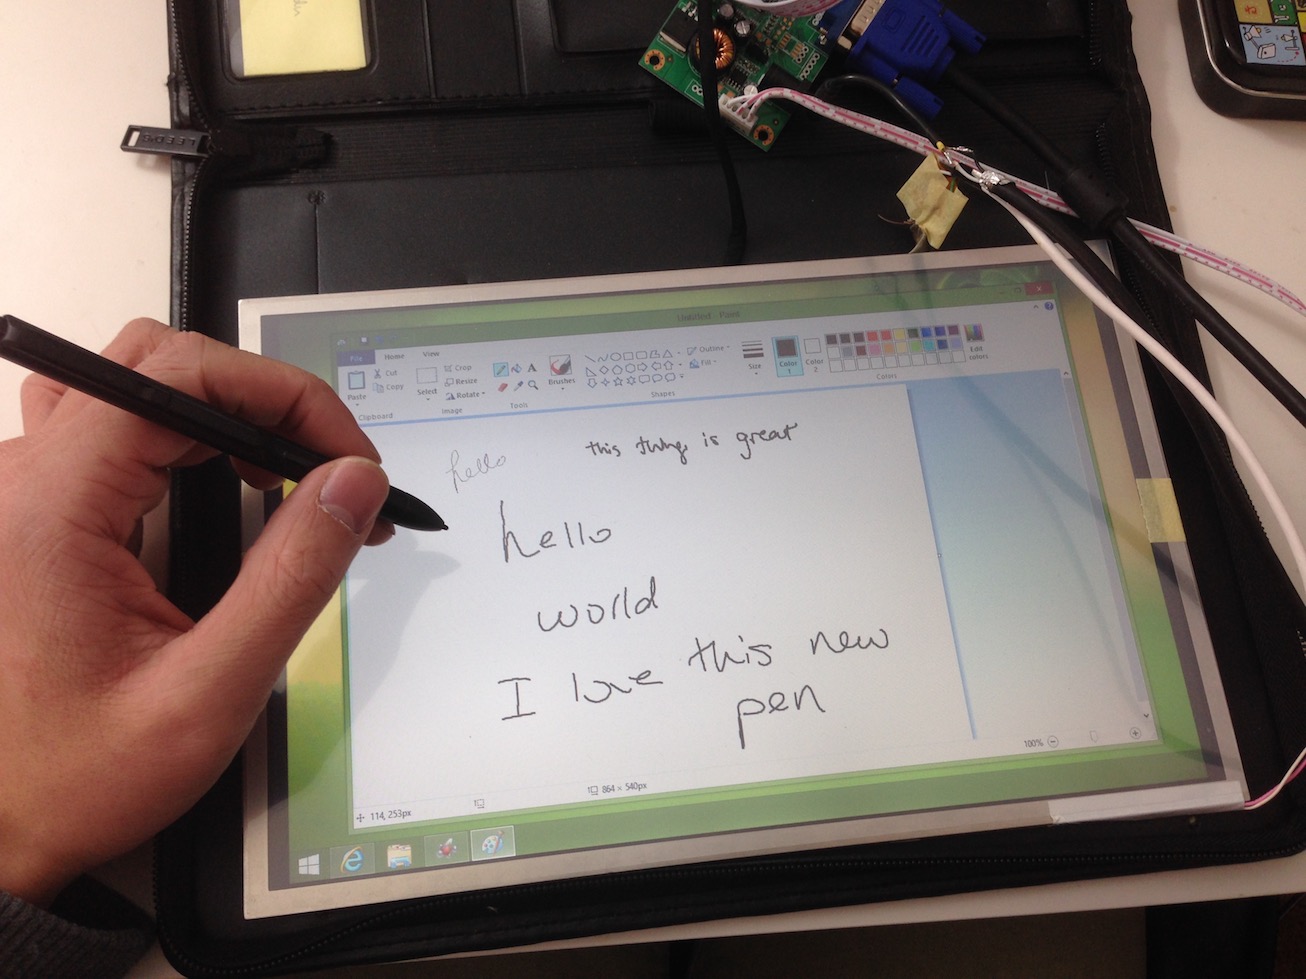 LEEDS
Untitled - Paint
File Home View
Paste
Cut
Copy
Clipboard
Select
Crop
Resize
Rotate
Image
A
Tools
Brushes
Outline
Fill
Shapes
Size
Color 1
Color 2
Edit colors
Colors
hello
this thing is great
hello
world
I love this new
pen
114, 253px
864 × 540px
100%